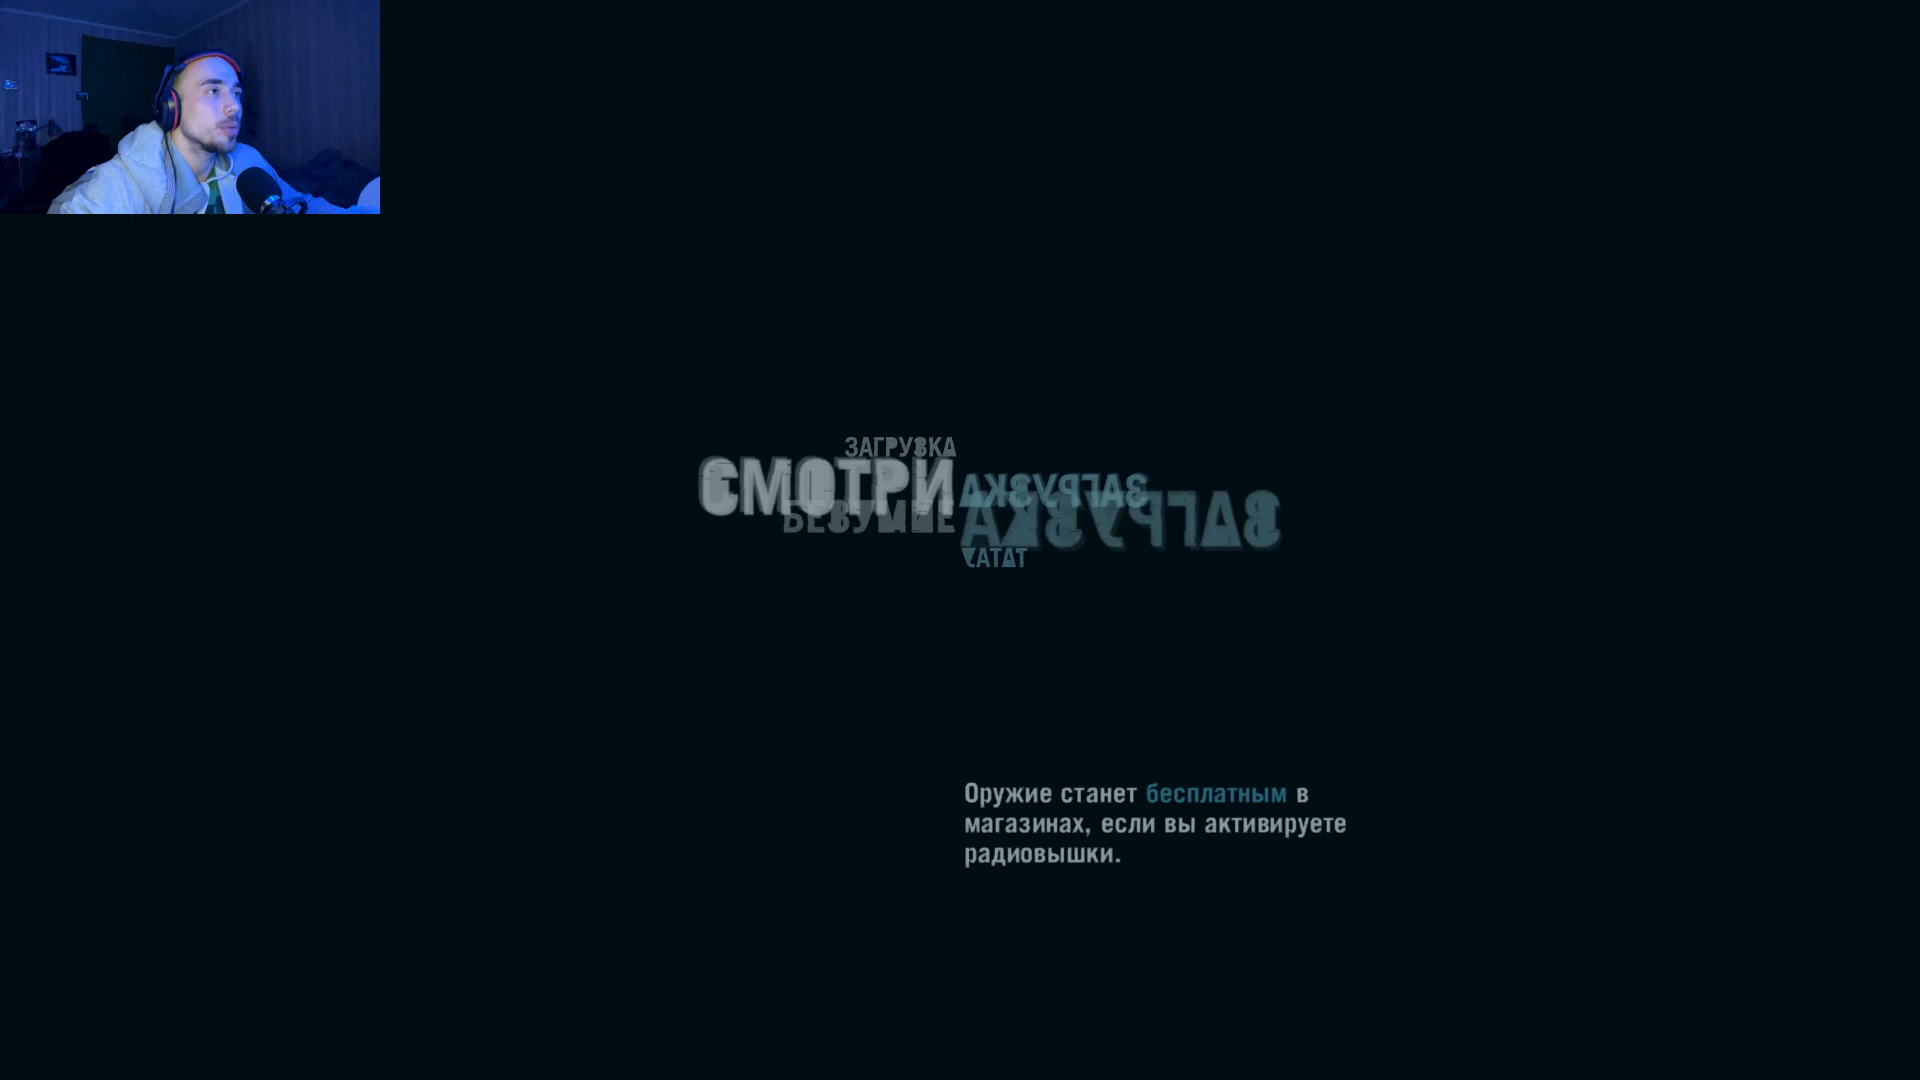 ЗАГРУЗКА
СМОТРИ
БЕЗУМИЕ
ЗАГРУЗКА
ЗАГРУЗКА
Оружие станет бесплатным в
магазинах, если вы активируете
радиовышки.